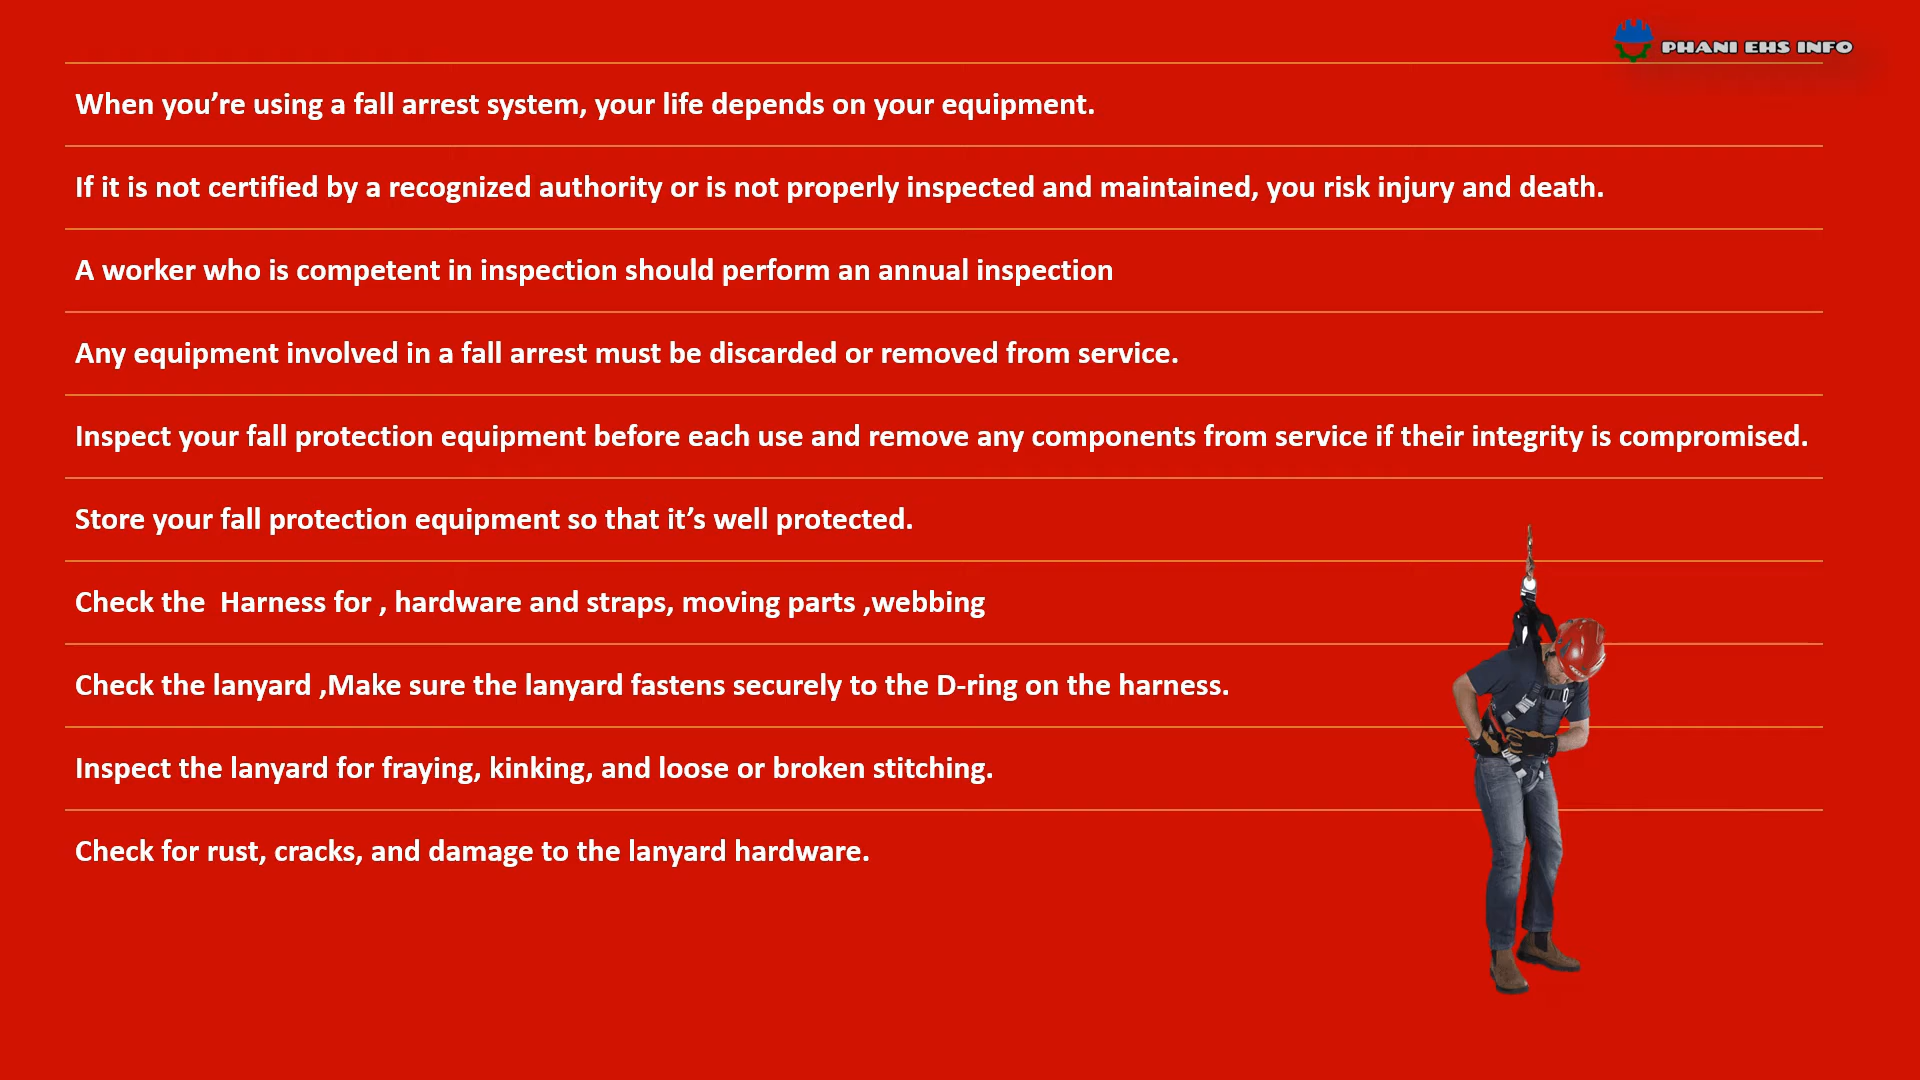 PHANI EHS INFO
When you’re using a fall arrest system, your life depends on your equipment.
If it is not certified by a recognized authority or is not properly inspected and maintained, you risk injury and death.
A worker who is competent in inspection should perform an annual inspection
Any equipment involved in a fall arrest must be discarded or removed from service.
Inspect your fall protection equipment before each use and remove any components from service if their integrity is compromised.
Store your fall protection equipment so that it’s well protected.
Check the  Harness for , hardware and straps, moving parts ,webbing
Check the lanyard ,Make sure the lanyard fastens securely to the D-ring on the harness.
Inspect the lanyard for fraying, kinking, and loose or broken stitching.
Check for rust, cracks, and damage to the lanyard hardware.